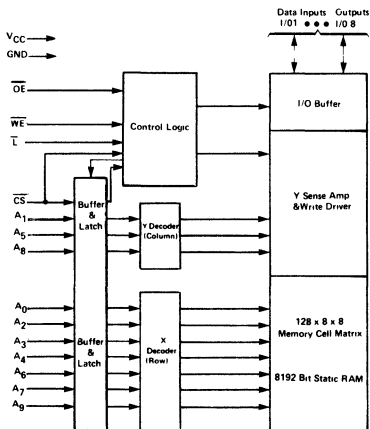 Data Inputs Outputs
I/O1 ••• I/O 8
VCC
GND
OE
WE
L
CS
A1
A5
A8
A0
A2
A3
A4
A6
A7
A9
Control Logic
Buffer
&
Latch
Y Decoder
(Column)
Buffer
&
Latch
X
Decoder
(Row)
I/O Buffer
Y Sense Amp
&Write Driver
128 x 8 x 8
Memory Cell Matrix
8192 Bit Static RAM